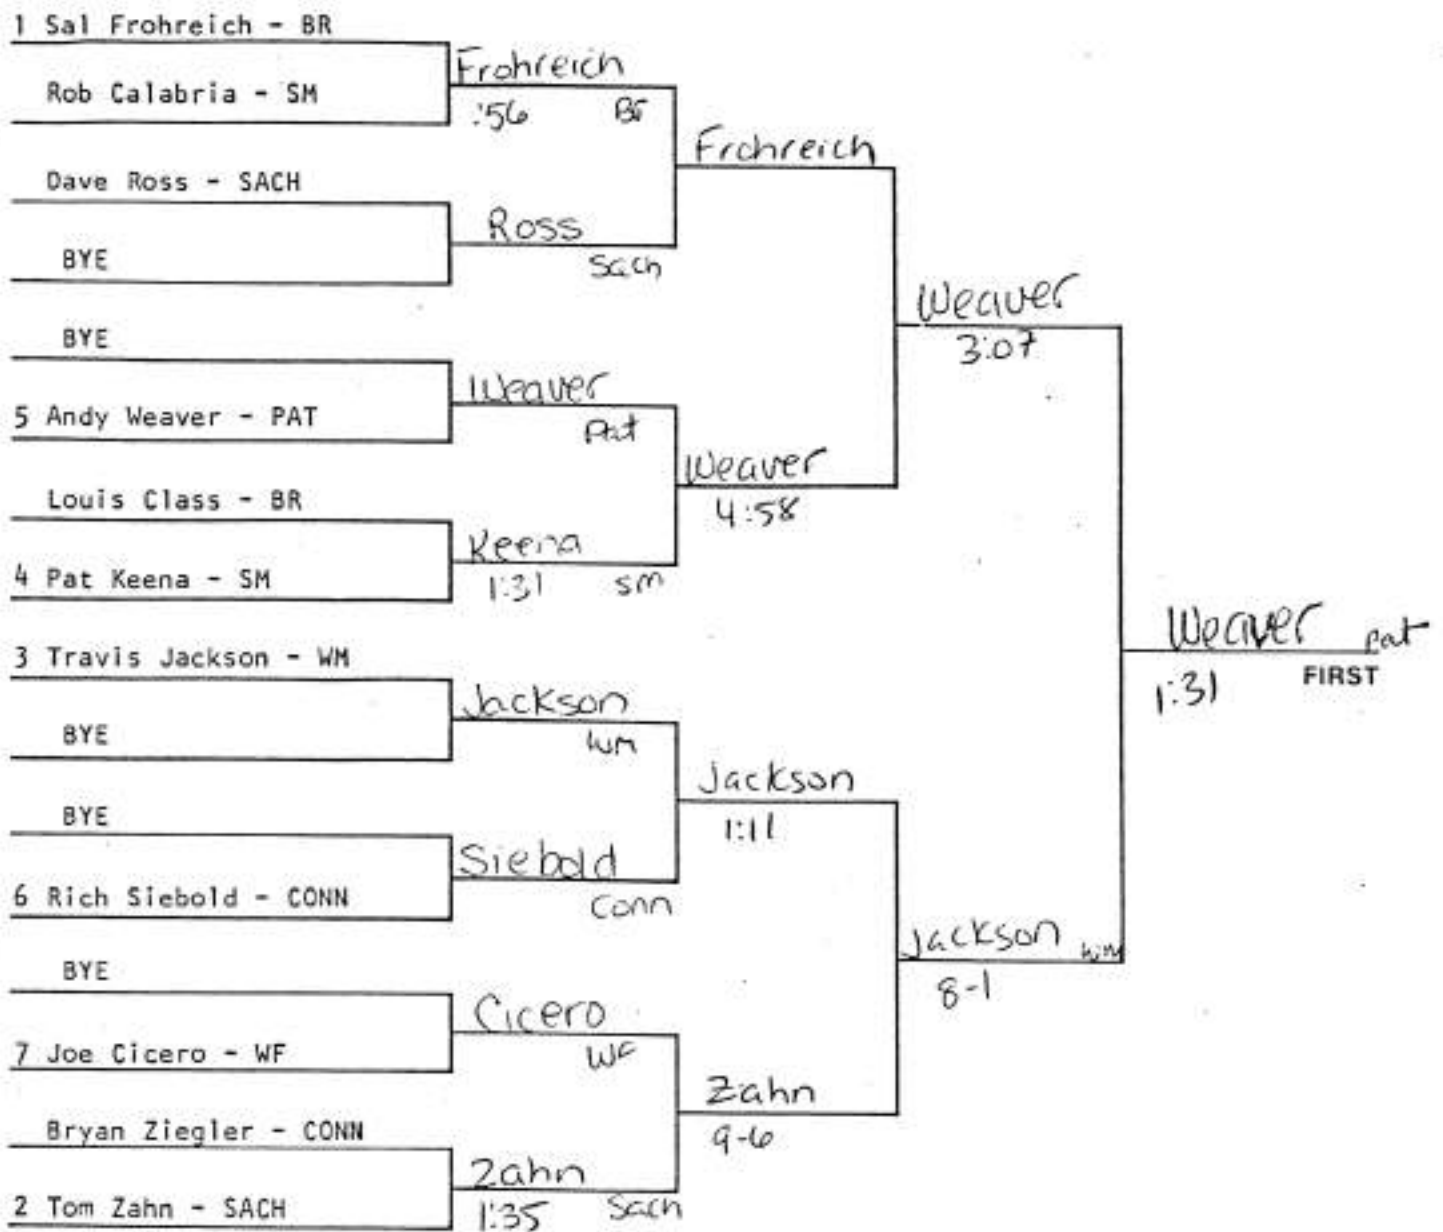 1 Sal Frohreich - BR
Rob Calabria - SM
Dave Ross - SACH
BYE
BYE
5 Andy Weaver - PAT
Louis Class - BR
4 Pat Keena - SM
3 Travis Jackson - WM
BYE
BYE
6 Rich Siebold - CONN
BYE
7 Joe Cicero - WF
Bryan Ziegler - CONN
2 Tom Zahn - SACH
Frohreich
:56 Br
Ross
Sach
Weaver
Pat
Keena
1:31 SM
Jackson
WM
Siebold
Conn
Cicero
WF
Zahn
1:35 Sach
Frohreich
Weaver
4:58
Jackson
1:11
Zahn
9-6
Weaver
3:07
Jackson WM
8-1
Weaver Pat
1:31 FIRST